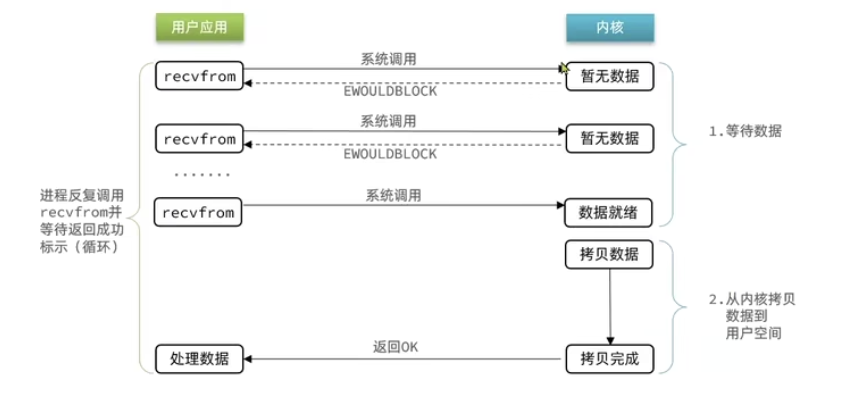 用户应用
内核
系统调用
recvfrom
暂无数据
EWOULDBLOCK
系统调用
recvfrom
暂无数据
EWOULDBLOCK
.......
1.等待数据
系统调用
recvfrom
数据就绪
进程反复调用
recvfrom并
等待返回成功
标示（循环）
拷贝数据
2.从内核拷贝
数据到
用户空间
返回OK
处理数据
拷贝完成